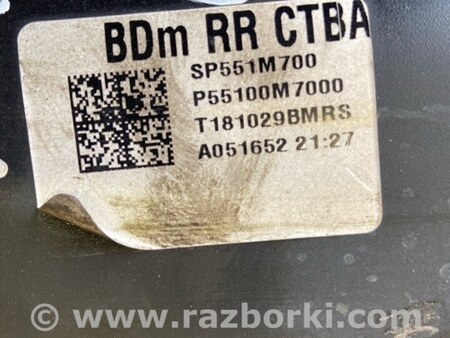 BDm RR CTBA
SP551M700
P55100M7000
T181029BMRS
A051652 21:27
© www.razborki.com